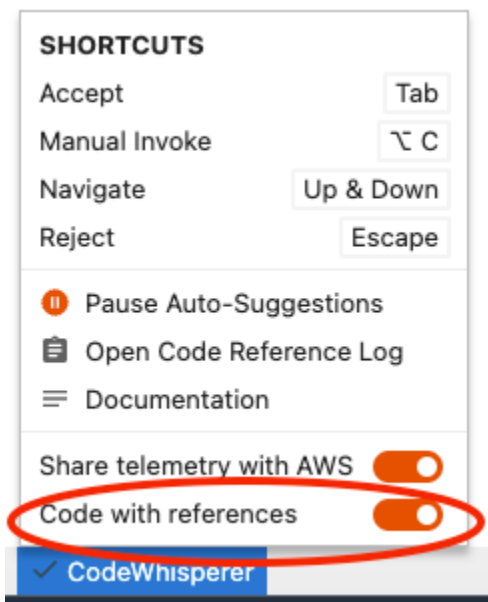 SHORTCUTS
Accept Tab
Manual Invoke ⌥ C
Navigate Up & Down
Reject Escape
Pause Auto-Suggestions
Open Code Reference Log
Documentation
Share telemetry with AWS
Code with references
CodeWhisperer